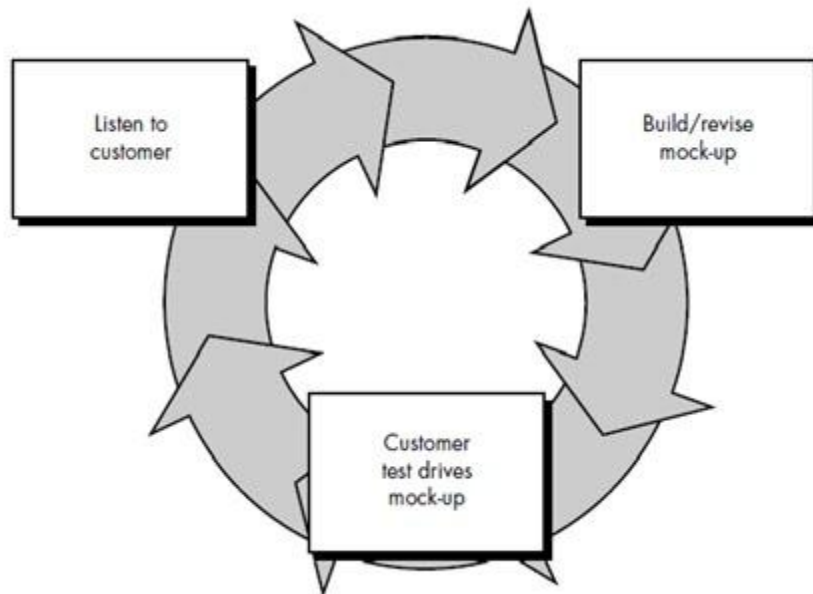 Listen to
customer
Build/revise
mock-up
Customer
test drives
mock-up